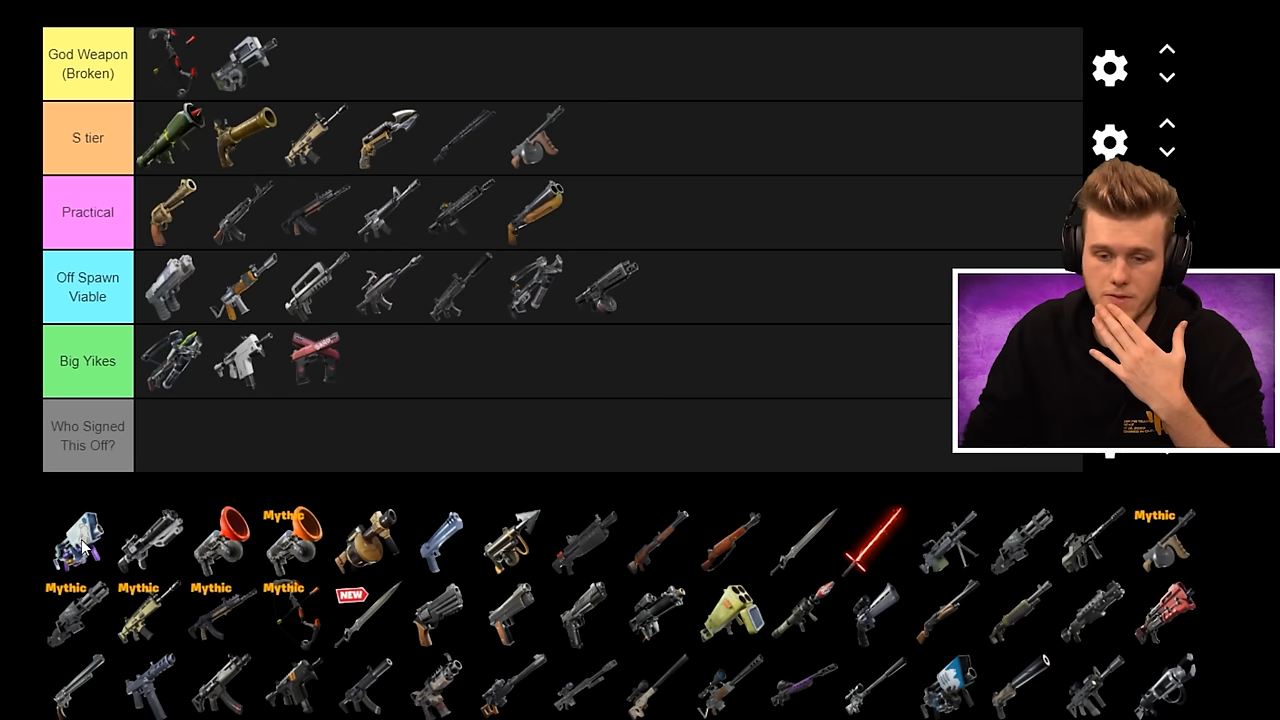 God Weapon
(Broken)
S tier
Practical
Off Spawn
Viable
Big Yikes
Who Signed
This Off?
Mythic
Mythic
Mythic
Mythic
Mythic
Mythic
NEW